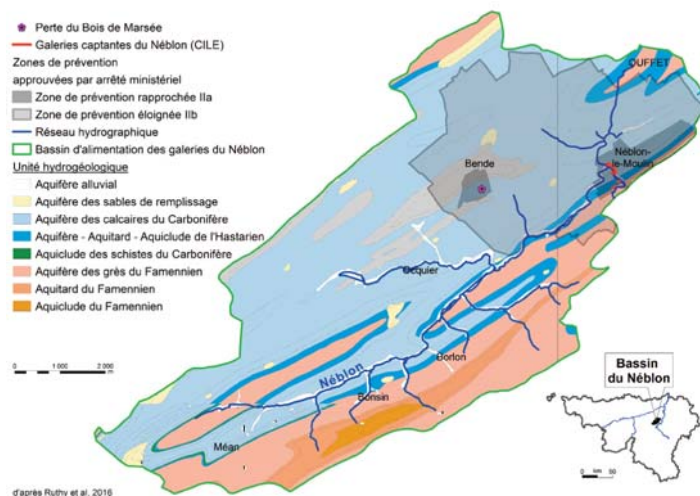 Perte du Bois de Marsée
Galeries captantes du Néblon (CILE)
Zones de prévention
approuvées par arrêté ministériel
Zone de prévention rapprochée IIa
Zone de prévention éloignée IIb
Réseau hydrographique
Bassin d'alimentation des galeries du Néblon
Unité hydrogéologique
Aquifère alluvial
Aquifère des sables de remplissage
Aquifère des calcaires du Carbonifère
Aquifère - Aquitard - Aquiclude de l'Hastarien
Aquiclude des schistes du Carbonifère
Aquifère des grès du Famennien
Aquitard du Famennien
Aquiclude du Famennien
0 1 000 2 000
m
OUFFET
Néblon-
le-Moulin
Bende
Ocquier
Borlon
Néblon
Bonsin
Méan
Bassin
du Néblon
0 km 50
d'après Ruthy et al. 2016